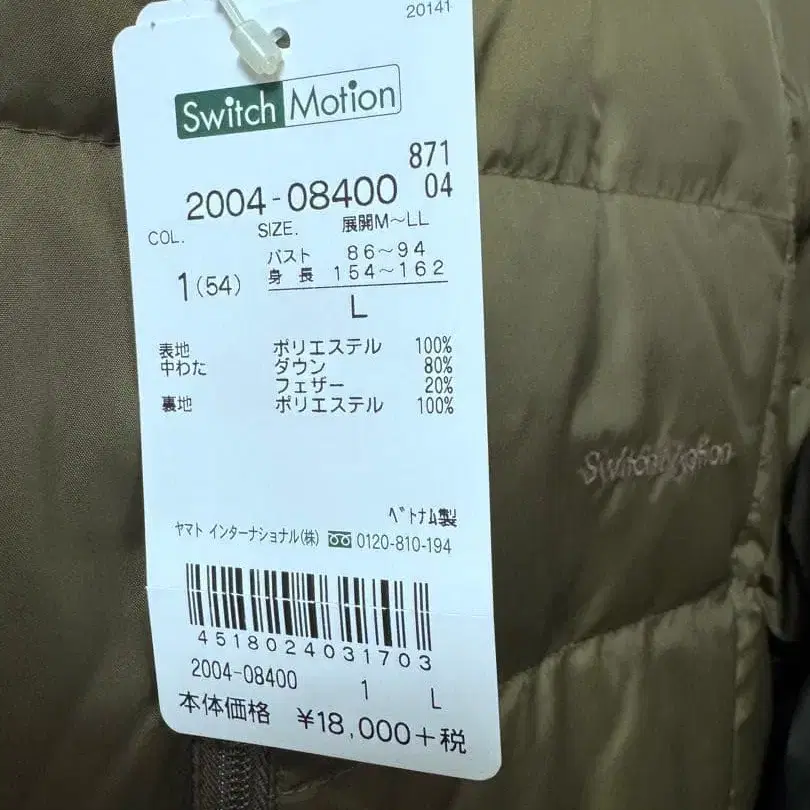 20141
Switch Motion
871
2004-08400 04
COL. SIZE. 展開M～LL
バスト 86～94
1(54) 身長 154～162
L
表地 ポリエステル 100%
中わた ダウン 80%
フェザー 20%
裏地 ポリエステル 100%
ﾍﾞﾄﾅﾑ製
ヤマト インターナショナル(株) 0120-810-194
4518024031703
2004-08400 1 L
本体価格 ¥18,000+税
Switch Motion